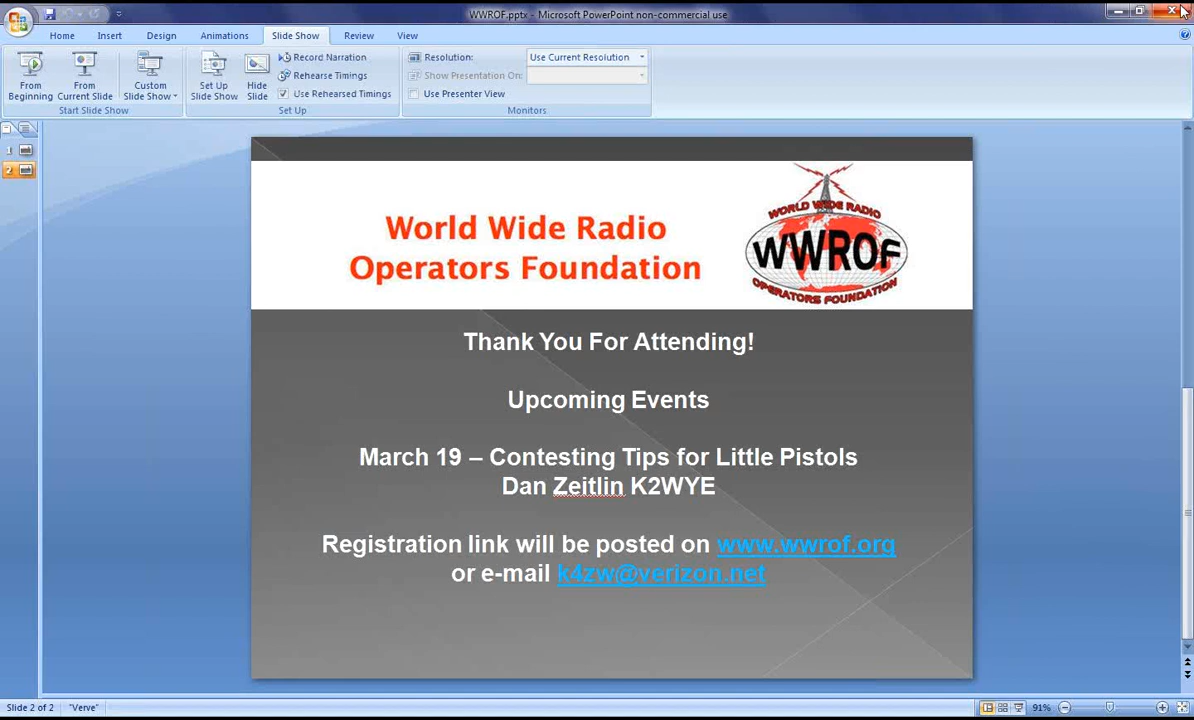 WWROF.pptx - Microsoft PowerPoint non-commercial use
Home Insert Design Animations Slide Show Review View
From Beginning
From Current Slide
Custom Slide Show
Set Up Slide Show
Hide Slide
Record Narration
Rehearse Timings
Use Rehearsed Timings
Resolution: Use Current Resolution
Show Presentation On:
Use Presenter View
Start Slide Show Set Up Monitors
1
2
World Wide Radio
Operators Foundation
WORLD WIDE RADIO
WWROF
OPERATORS FOUNDATION
Thank You For Attending!
Upcoming Events
March 19 – Contesting Tips for Little Pistols
Dan Zeitlin K2WYE
Registration link will be posted on www.wwrof.org
or e-mail k4zw@verizon.net
Slide 2 of 2 "Verve" 91%